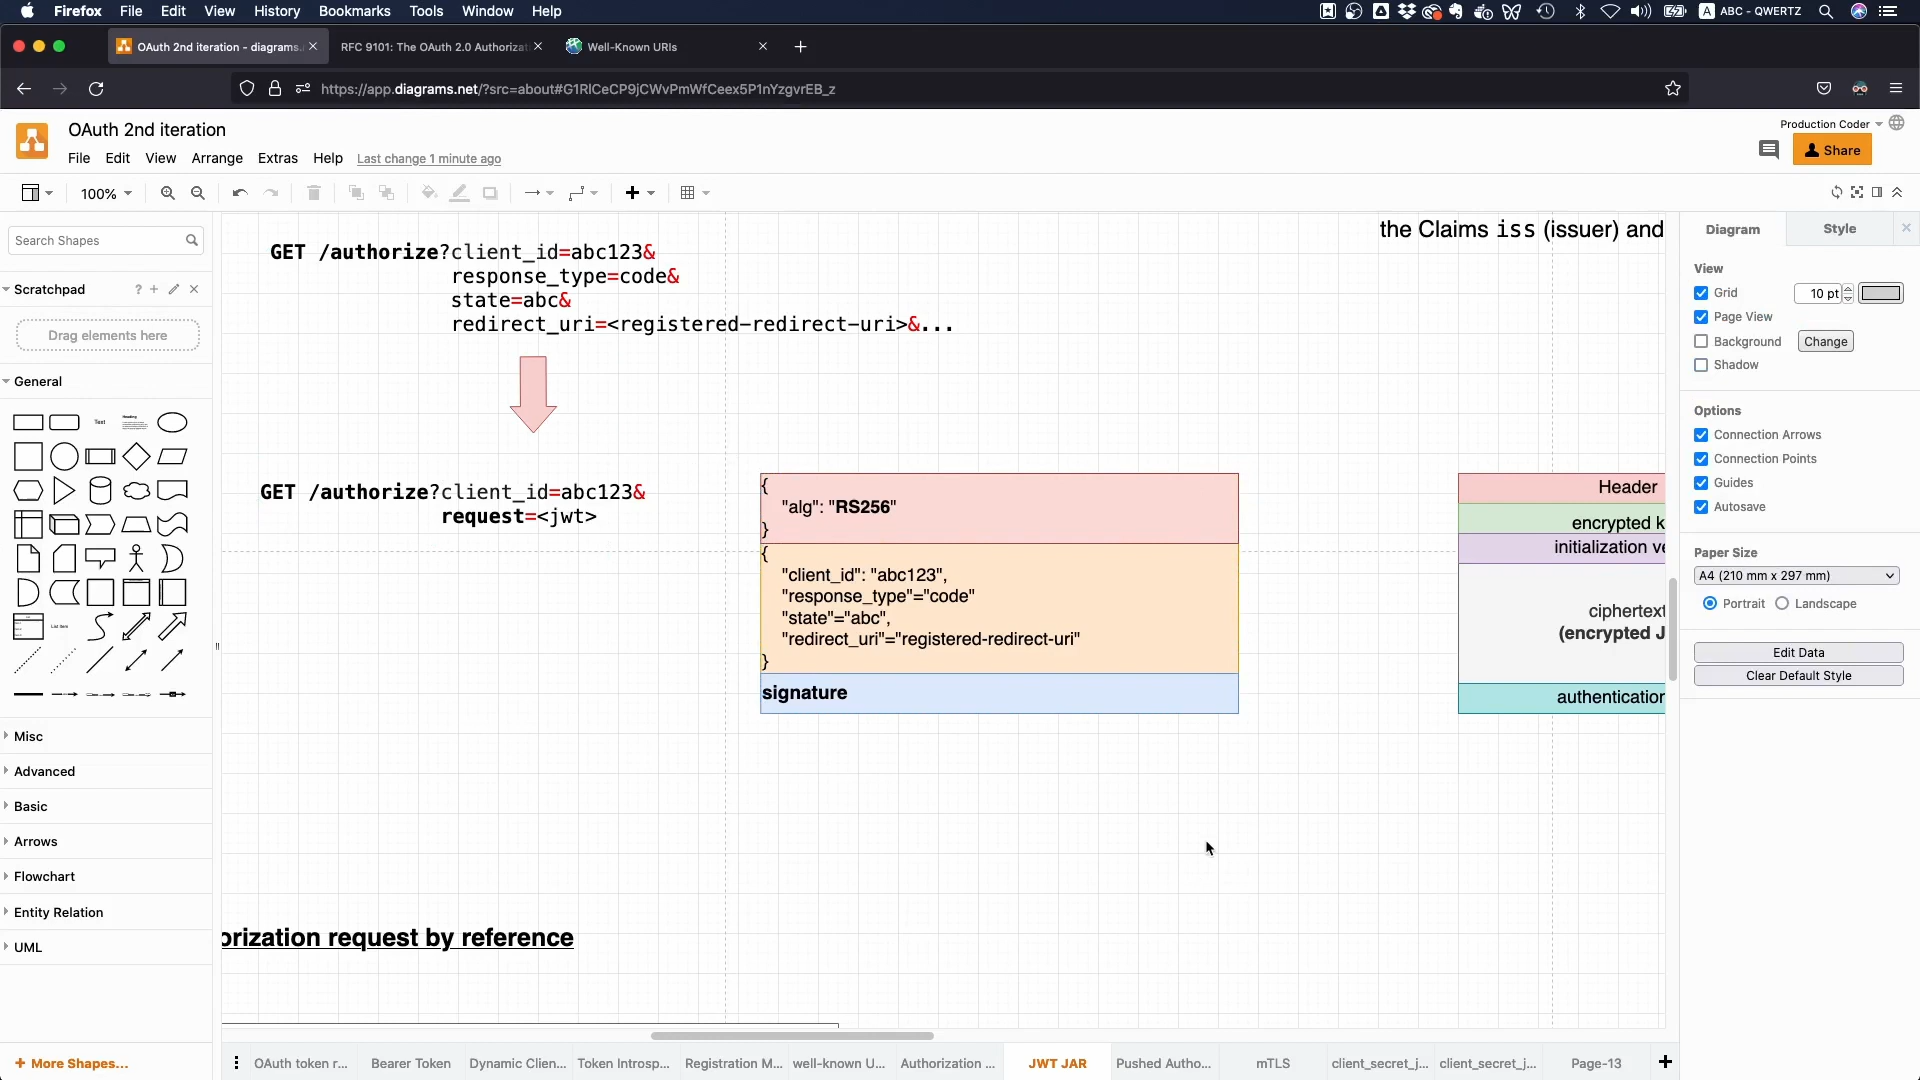 Firefox File Edit View History Bookmarks Tools Window Help
ABC - QWERTZ
OAuth 2nd iteration - diagrams.
RFC 9101: The OAuth 2.0 Authorizat
Well-Known URIs
https://app.diagrams.net/?src=about#G1RlCeCP9jCWvPmWfCeex5P1nYzgvrEB_z
OAuth 2nd iteration
Production Coder
File Edit View Arrange Extras Help Last change 1 minute ago
Share
100%
Search Shapes
Scratchpad
Drag elements here
General
Text
Heading
List
List Item
Misc
Advanced
Basic
Arrows
Flowchart
Entity Relation
UML
+ More Shapes...
the Claims iss (issuer) and
GET /authorize?client_id=abc123&
response_type=code&
state=abc&
redirect_uri=<registered-redirect-uri>&...
GET /authorize?client_id=abc123&
request=<jwt>
{
"alg": "RS256"
}
{
"client_id": "abc123",
"response_type"="code"
"state"="abc",
"redirect_uri"="registered-redirect-uri"
}
signature
Header
encrypted k
initialization ve
ciphertext
(encrypted J
authentication
orization request by reference
Diagram
Style
View
Grid
10 pt
Page View
Background
Change
Shadow
Options
Connection Arrows
Connection Points
Guides
Autosave
Paper Size
A4 (210 mm x 297 mm)
Portrait
Landscape
Edit Data
Clear Default Style
OAuth token r...
Bearer Token
Dynamic Clien...
Token Introsp...
Registration M...
well-known U...
Authorization ...
JWT JAR
Pushed Autho...
mTLS
client_secret_j...
client_secret_j...
Page-13